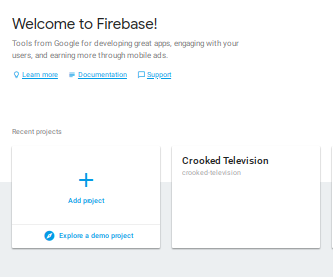 Welcome to Firebase!
Tools from Google for developing great apps, engaging with your
users, and earning more through mobile ads.
Learn more Documentation Support
Recent projects
Add project
Explore a demo project
Crooked Television
crooked-television